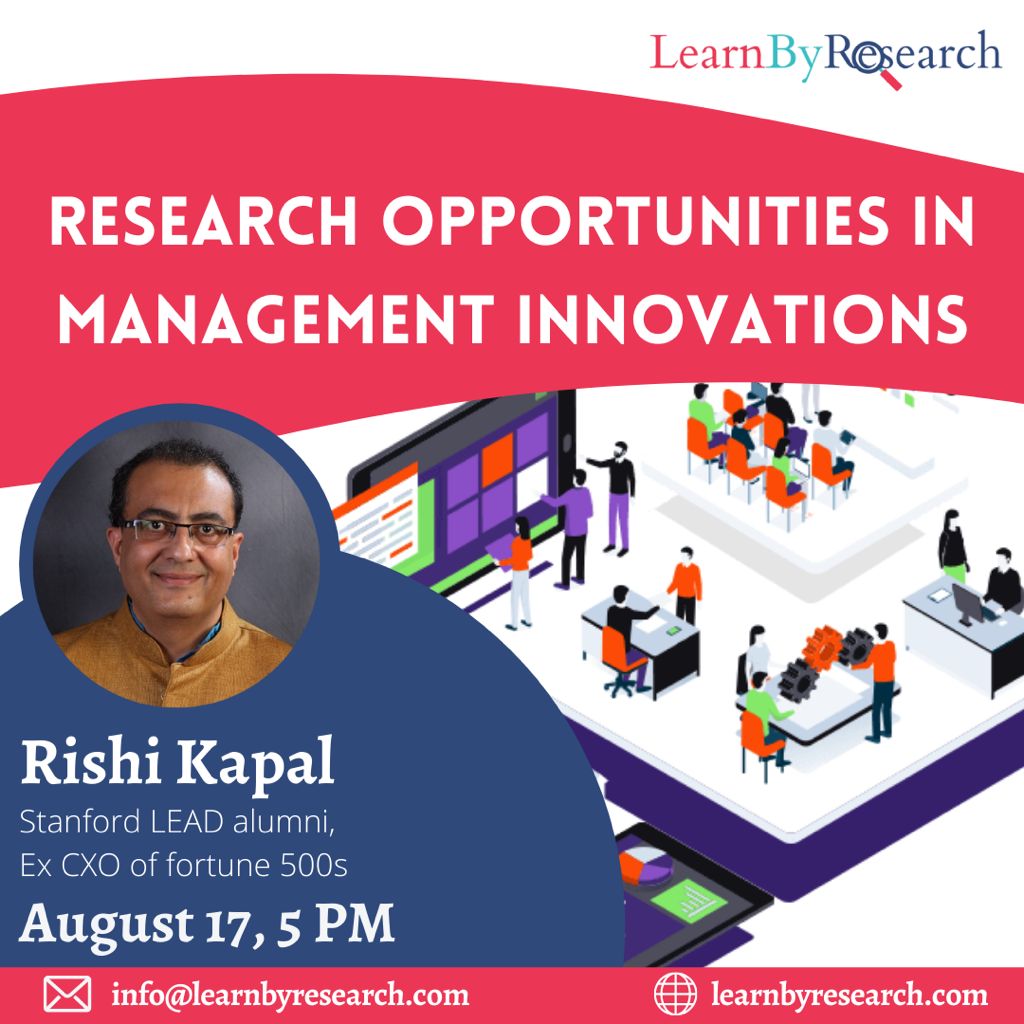 LearnByResearch
RESEARCH OPPORTUNITIES IN
MANAGEMENT INNOVATIONS
Rishi Kapal
Stanford LEAD alumni,
Ex CXO of fortune 500s
August 17, 5 PM
info@learnbyresearch.com
learnbyresearch.com